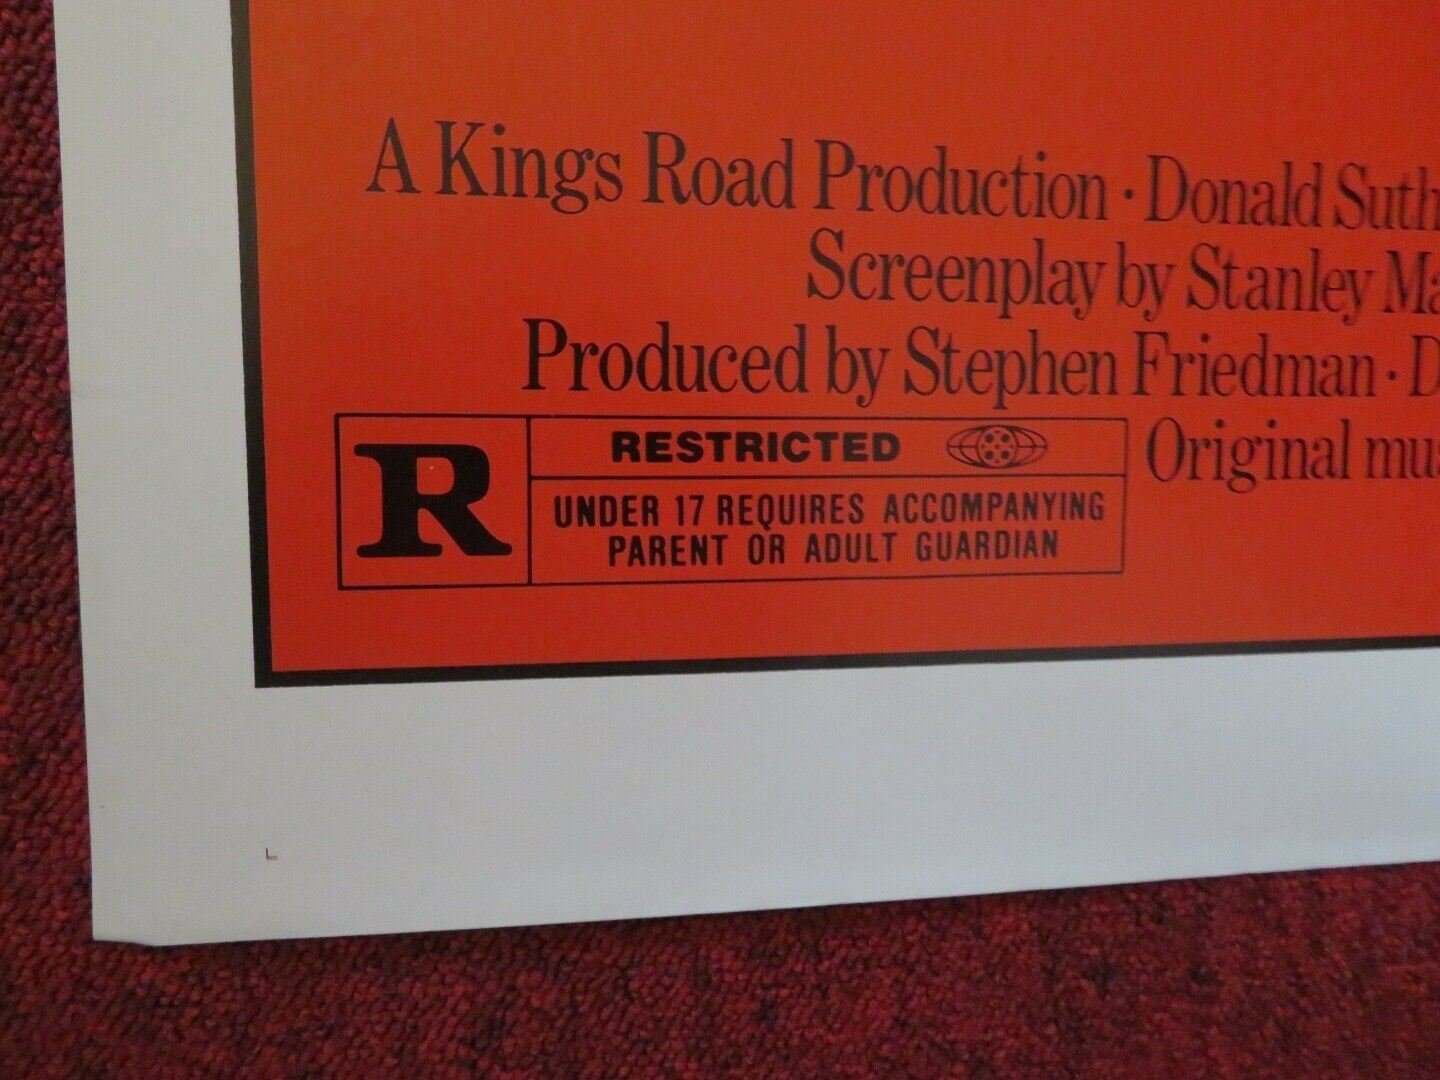 A Kings Road Production · Donald Suth
Screenplay by Stanley Ma
Produced by Stephen Friedman · D
Original mus
R
RESTRICTED
UNDER 17 REQUIRES ACCOMPANYING
PARENT OR ADULT GUARDIAN